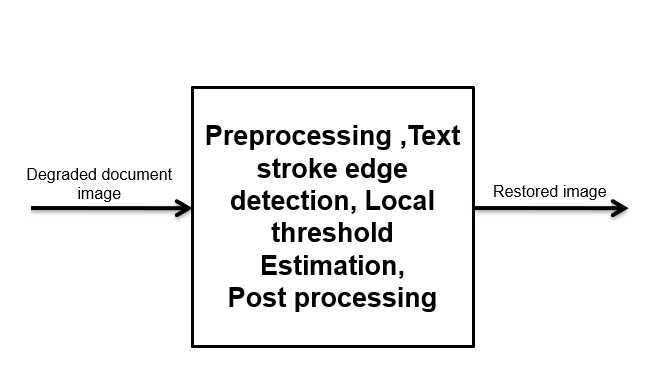 Degraded document
image
Preprocessing ,Text
stroke edge
detection, Local
threshold
Estimation,
Post processing
Restored image